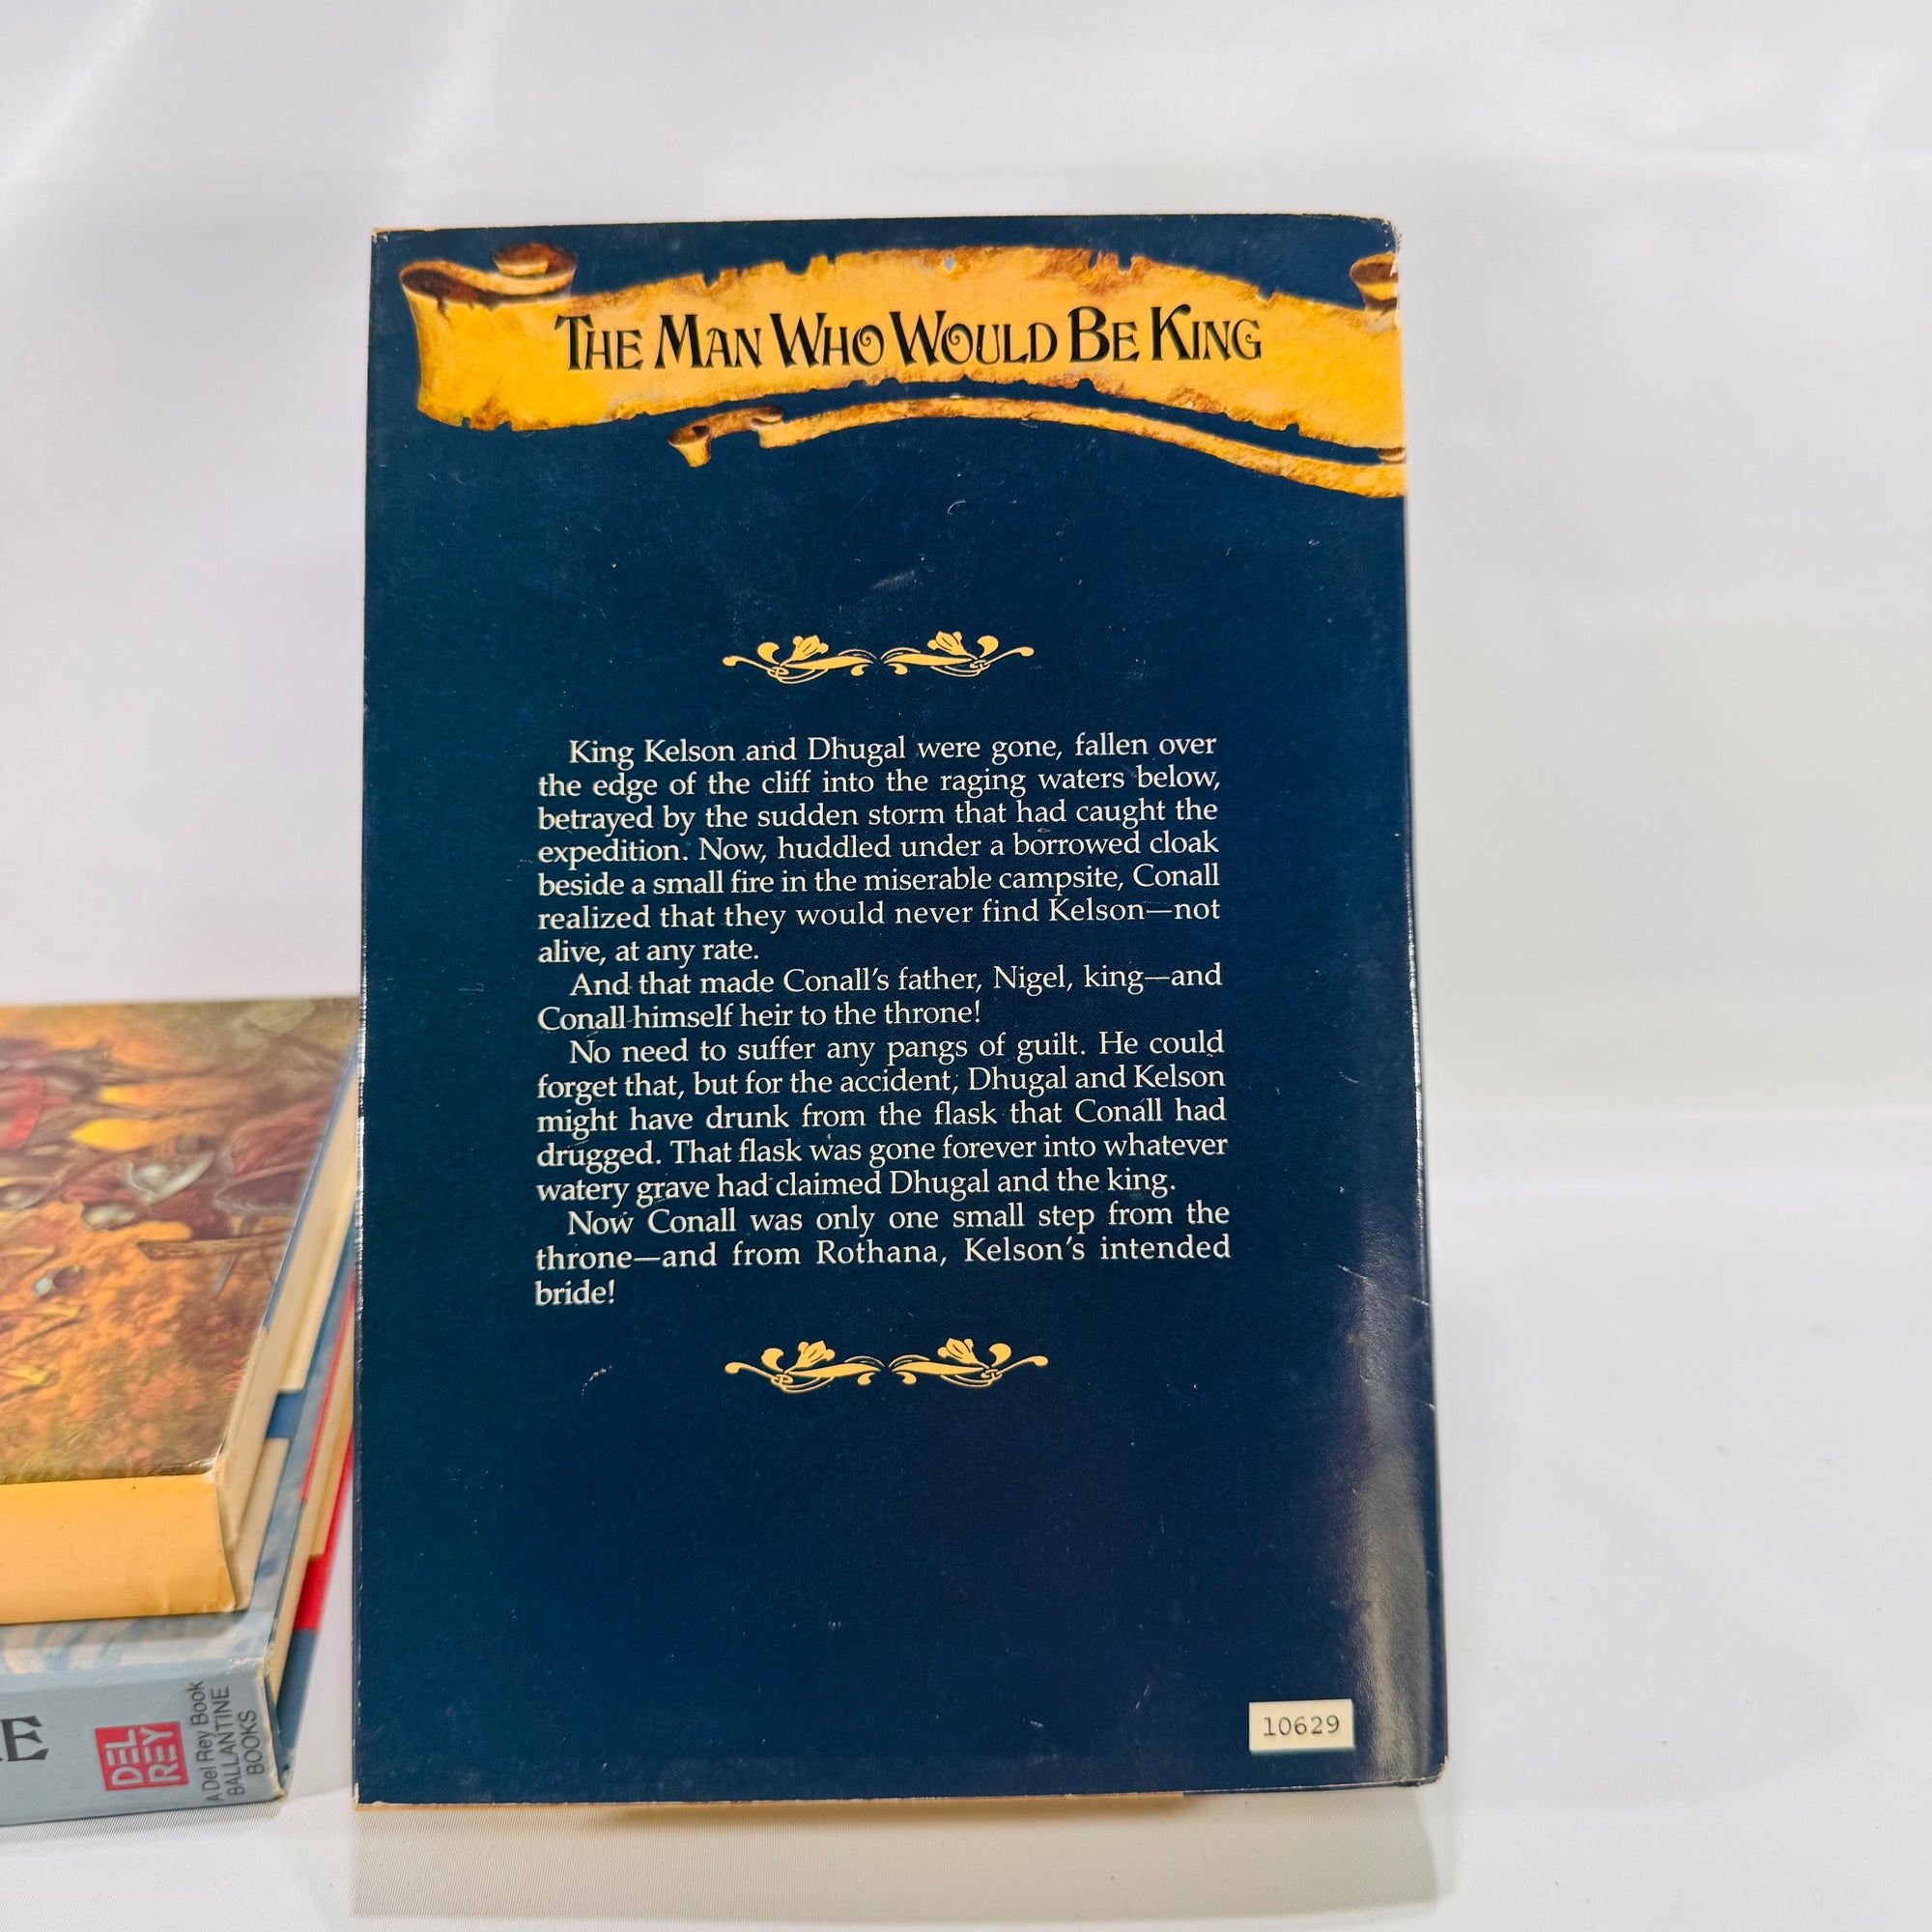 THE MAN WHO WOULD BE KING
King Kelson and Dhugal were gone, fallen over
the edge of the cliff into the raging waters below,
betrayed by the sudden storm that had caught the
expedition. Now, huddled under a borrowed cloak
beside a small fire in the miserable campsite, Conall
realized that they would never find Kelson—not
alive, at any rate.
And that made Conall's father, Nigel, king—and
Conall himself heir to the throne!
No need to suffer any pangs of guilt. He could
forget that, but for the accident, Dhugal and Kelson
might have drunk from the flask that Conall had
drugged. That flask was gone forever into whatever
watery grave had claimed Dhugal and the king.
Now Conall was only one small step from the
throne—and from Rothana, Kelson's intended
bride!
10629
DEL
REY
A Del Rey Book
BALLANTINE
BOOKS